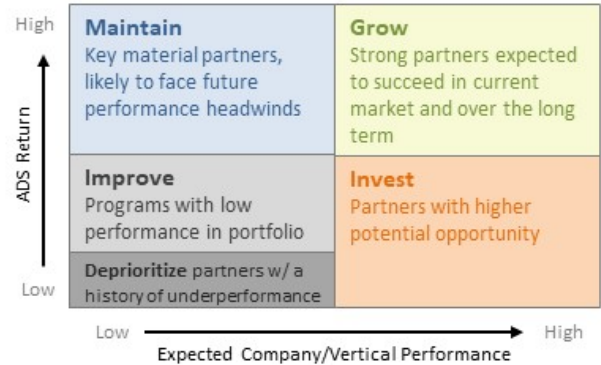 High
ADS Return
Low
Maintain
Key material partners,
likely to face future
performance headwinds
Grow
Strong partners expected
to succeed in current
market and over the long
term
Improve
Programs with low
performance in portfolio
Deprioritize partners w/ a
history of underperformance
Invest
Partners with higher
potential opportunity
Low
High
Expected Company/Vertical Performance